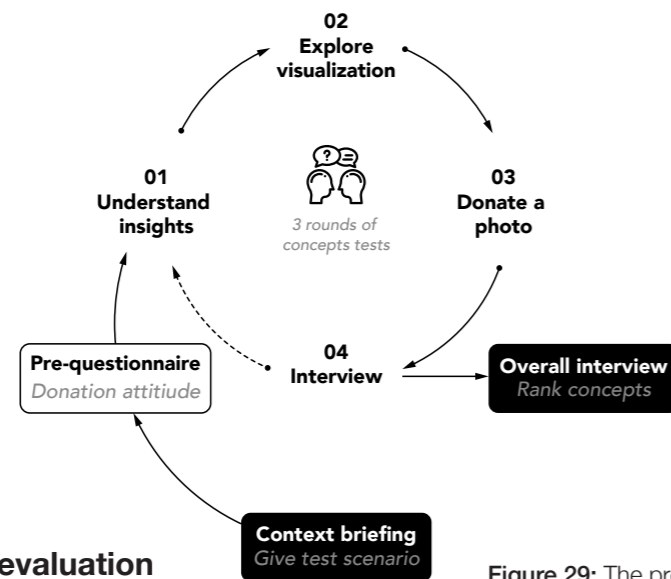 02
Explore
visualization
01
Understand
insights
03
Donate a
photo
3 rounds of
concepts tests
04
Interview
Pre-questionnaire
Donation attitiude
Overall interview
Rank concepts
Context briefing
Give test scenario
evaluation
Figure 29: The pr